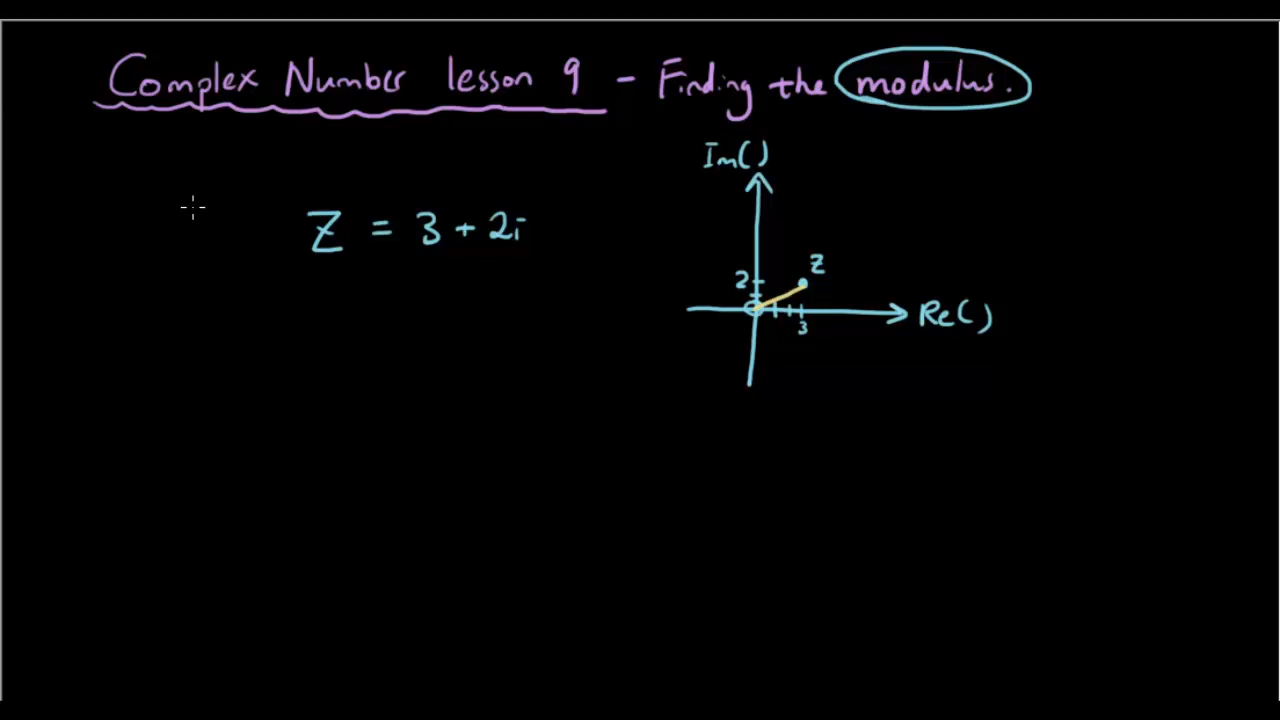 Complex Number lesson 9 - Finding the modulus.
Im()
Z = 3 + 2i
Z
2
Re()
3